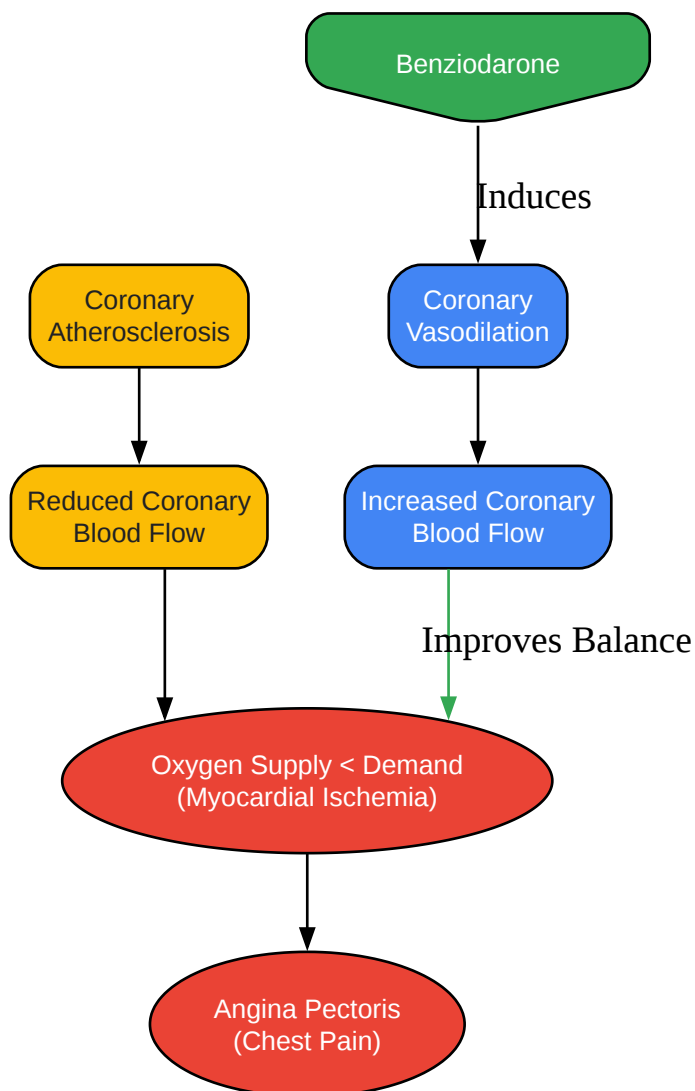 Benziodarone
Induces
Coronary
Atherosclerosis
Coronary
Vasodilation
Reduced Coronary
Blood Flow
Increased Coronary
Blood Flow
Improves Balance
Oxygen Supply < Demand
(Myocardial Ischemia)
Angina Pectoris
(Chest Pain)